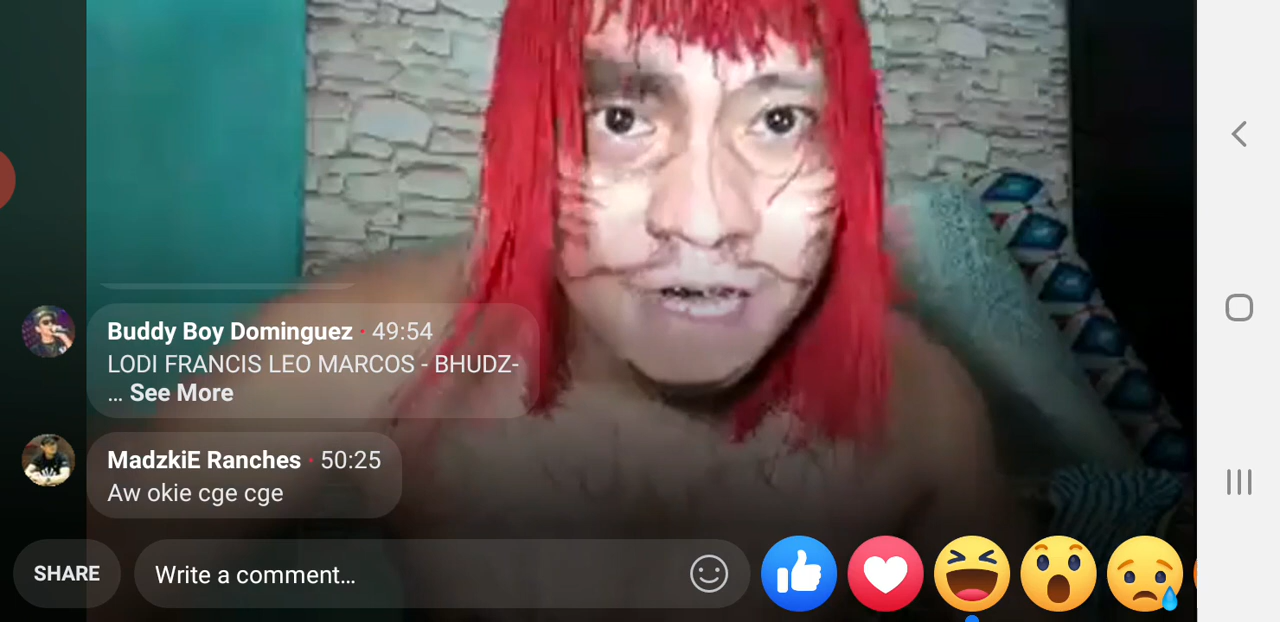 Buddy Boy Dominguez · 49:54
LODI FRANCIS LEO MARCOS - BHUDZ-
... See More
MadzkiE Ranches · 50:25
Aw okie cge cge
SHARE
Write a comment...